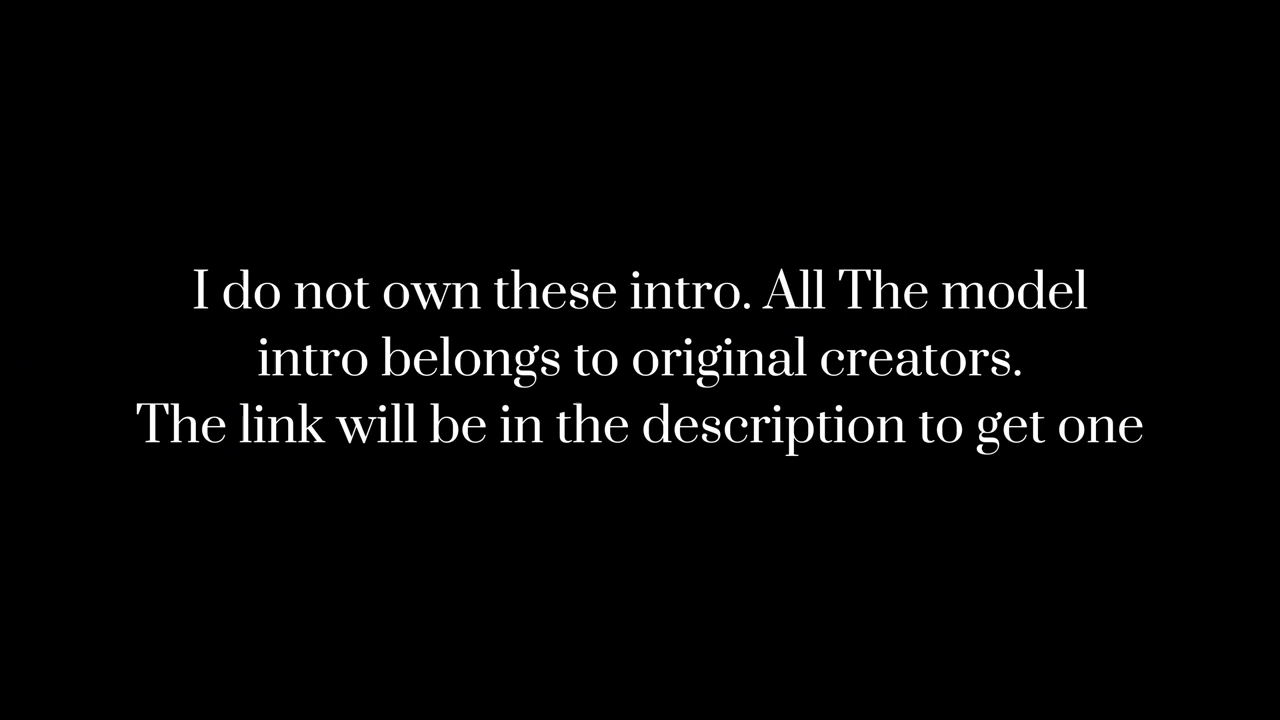 I do not own these intro. All The model
intro belongs to original creators.
The link will be in the description to get one